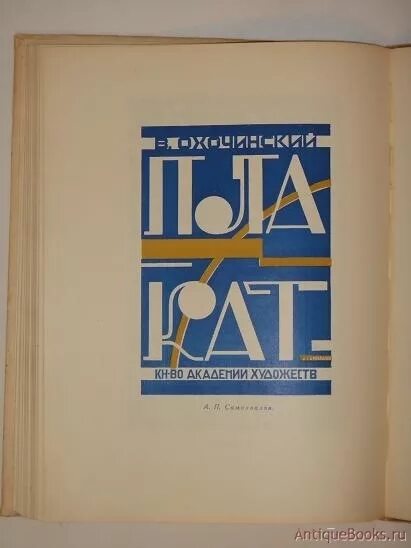 В. ОХОЧИНСКИЙ
ПЛА
КАТ
КН-ВО АКАДЕМИИ ХУДОЖЕСТВ
А. П. Самохвалов.
AntiqueBooks.ru